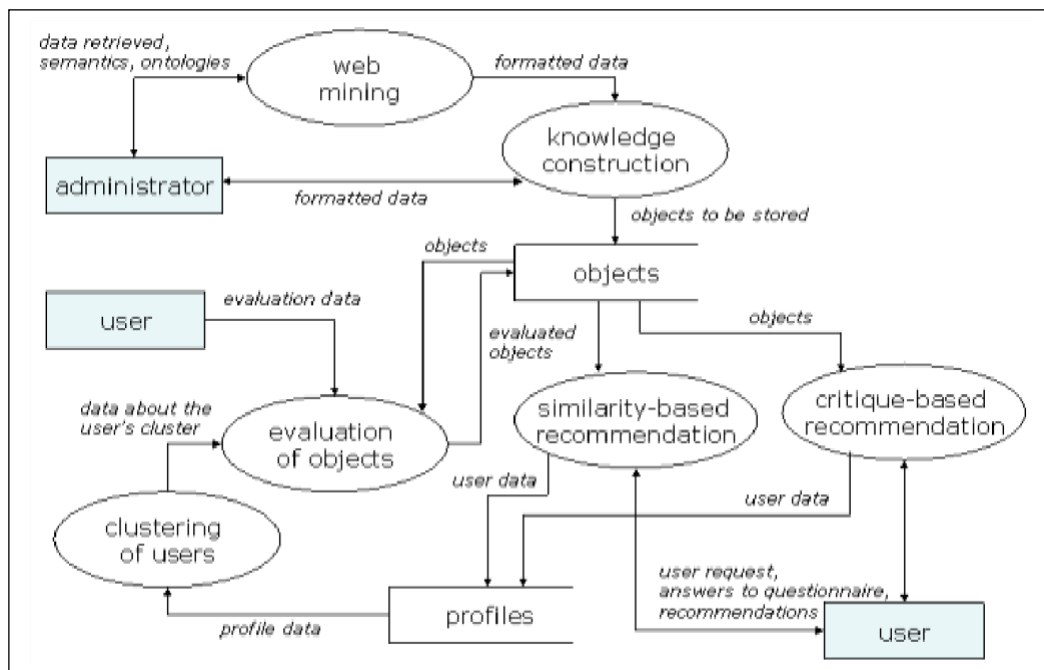 data retrieved,
semantics, ontologies
web
mining
formatted data
knowledge
construction
administrator
formatted data
objects to be stored
objects
objects
user
evaluation data
evaluated
objects
objects
data about the
user's cluster
evaluation
of objects
similarity-based
recommendation
critique-based
recommendation
user data
user data
clustering
of users
profile data
profiles
user request,
answers to questionnaire,
recommendations
user